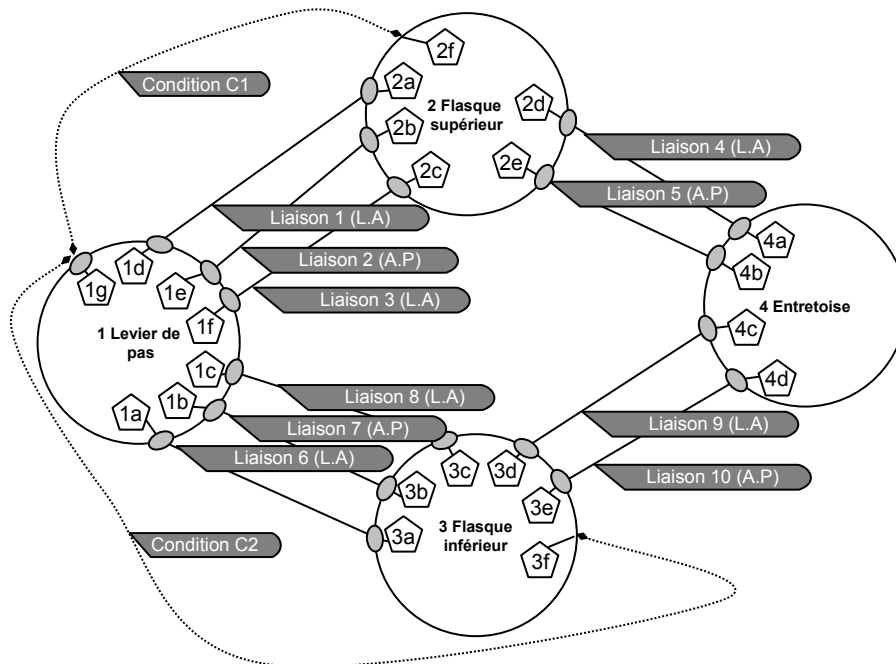 2f
Condition C1
2a
2 Flasque
supérieur
2d
2b
2c
2e
Liaison 4 (L.A)
Liaison 5 (A.P)
Liaison 1 (L.A)
Liaison 2 (A.P)
Liaison 3 (L.A)
1g
1d
1e
1f
1 Levier de
pas
1c
1b
1a
4a
4b
4 Entretoise
4c
4d
Liaison 8 (L.A)
Liaison 7 (A.P)
Liaison 6 (L.A)
Liaison 9 (L.A)
Liaison 10 (A.P)
3c
3d
3b
3e
3a
3 Flasque
inférieur
3f
Condition C2